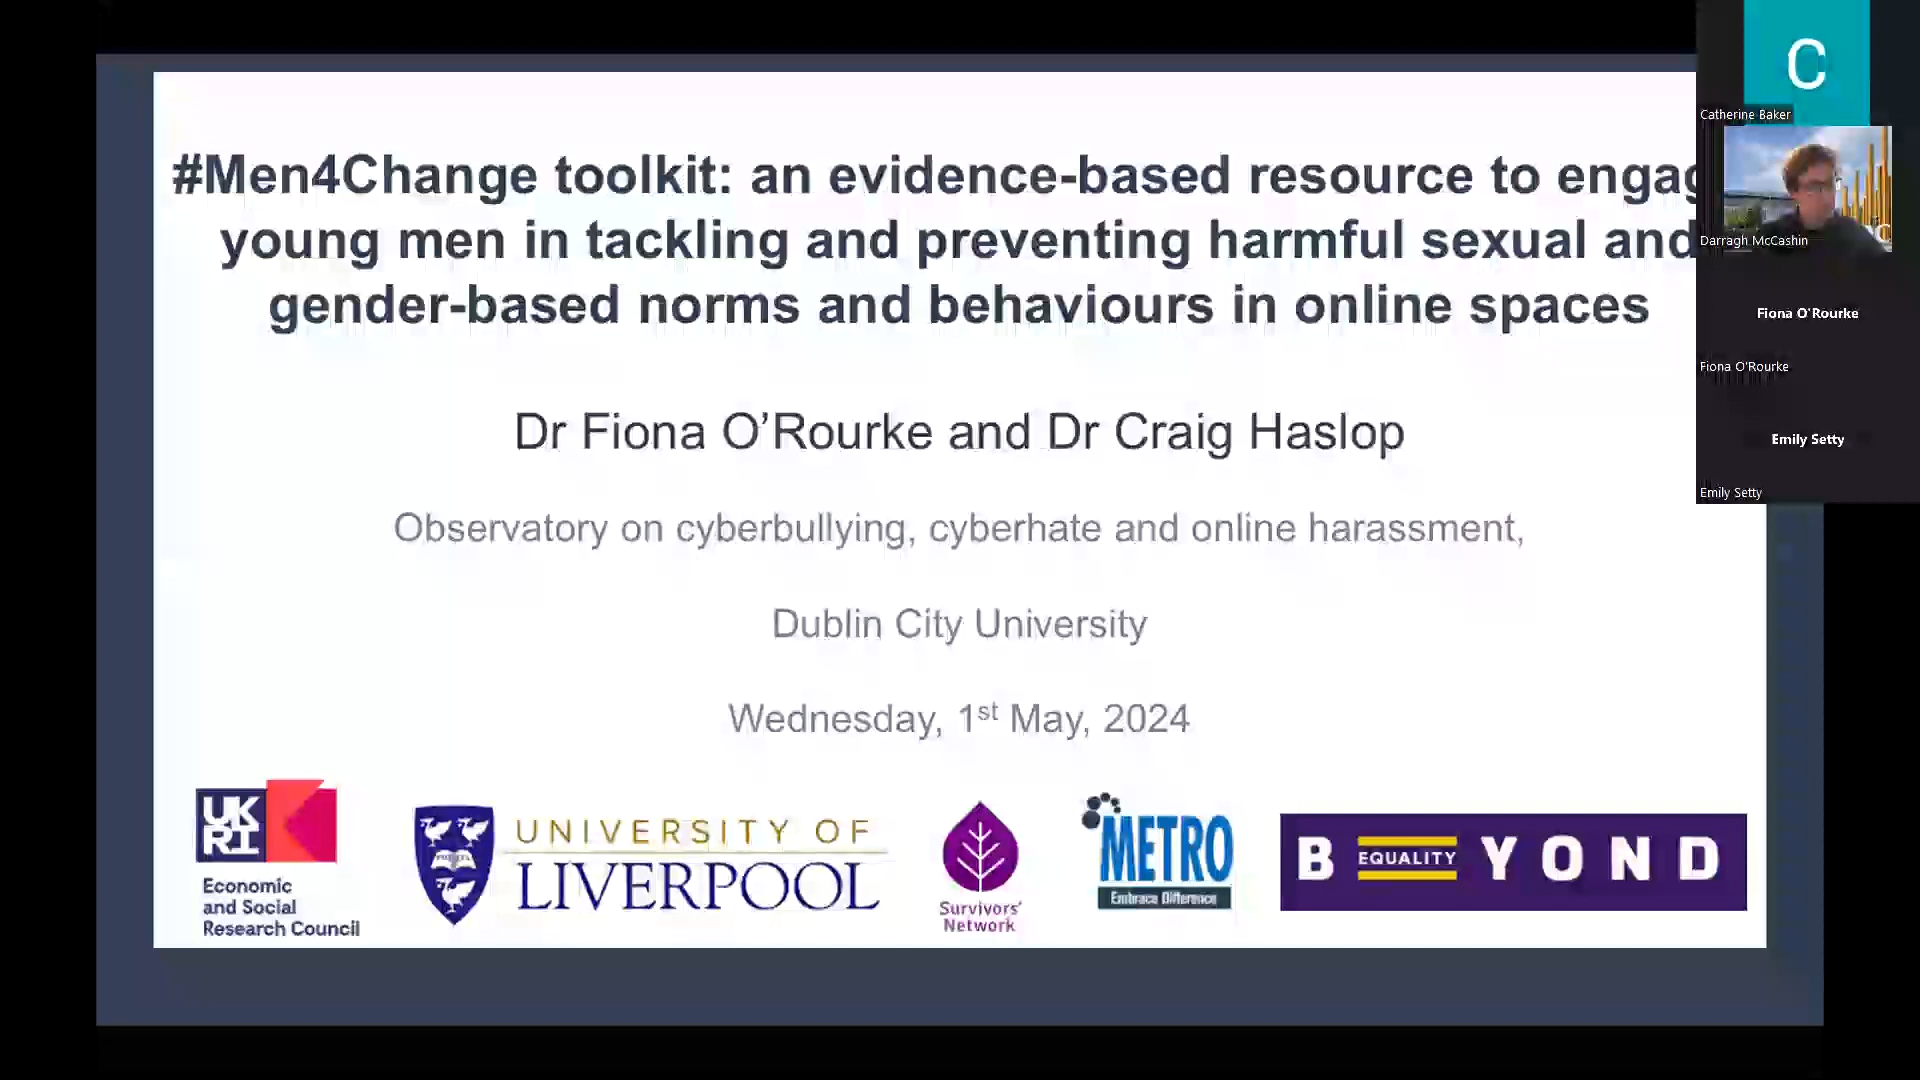 #Men4Change toolkit: an evidence-based resource to engag
young men in tackling and preventing harmful sexual and
gender-based norms and behaviours in online spaces
Dr Fiona O'Rourke and Dr Craig Haslop
Observatory on cyberbullying, cyberhate and online harassment,
Dublin City University
Wednesday, 1st May, 2024
UK
RI
Economic
and Social
Research Council
UNIVERSITY OF
LIVERPOOL
Survivors'
Network
METRO
Embrace Difference
B EQUALITY YOND
C
Catherine Baker
Darragh McCashin
Fiona O'Rourke
Fiona O'Rourke
Emily Setty
Emily Setty